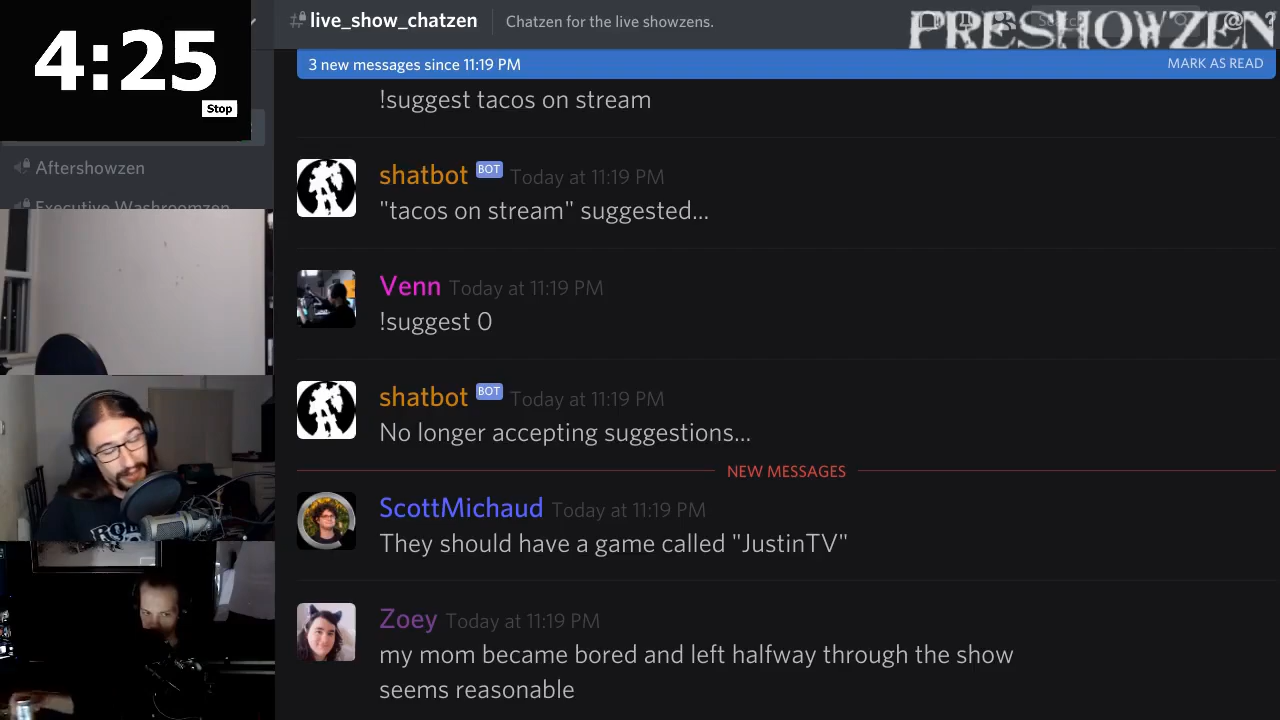 4:25
Stop
live_show_chatzen
Chatzen for the live showzens.
PRESHOWZEN
3 new messages since 11:19 PM
MARK AS READ
!suggest tacos on stream
Aftershowzen
Executive Washroomzen
shatbot BOT Today at 11:19 PM
"tacos on stream" suggested...
Venn Today at 11:19 PM
!suggest 0
shatbot BOT Today at 11:19 PM
No longer accepting suggestions...
NEW MESSAGES
ScottMichaud Today at 11:19 PM
They should have a game called "JustinTV"
Zoey Today at 11:19 PM
my mom became bored and left halfway through the show
seems reasonable